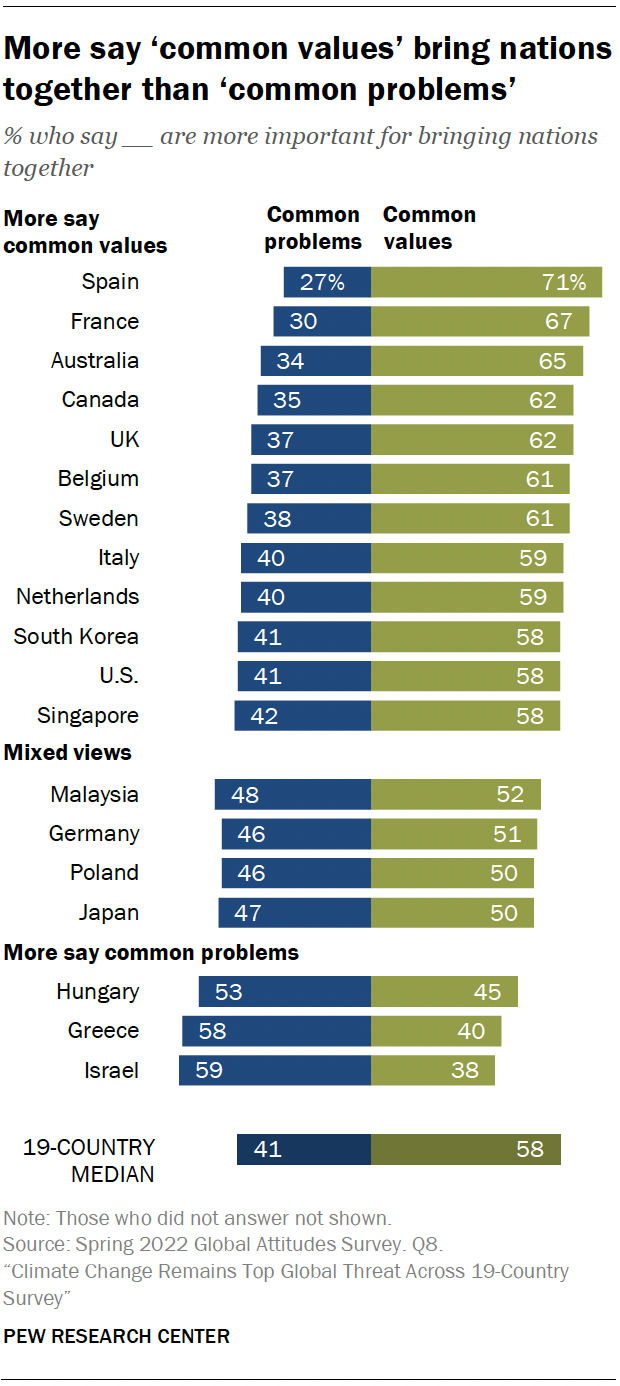 More say ‘common values’ bring nations
together than ‘common problems’
% who say __ are more important for bringing nations
together
More say
common values
Common
problems
Common
values
Spain 27% 71%
France 30 67
Australia 34 65
Canada 35 62
UK 37 62
Belgium 37 61
Sweden 38 61
Italy 40 59
Netherlands 40 59
South Korea 41 58
U.S. 41 58
Singapore 42 58
Mixed views
Malaysia 48 52
Germany 46 51
Poland 46 50
Japan 47 50
More say common problems
Hungary 53 45
Greece 58 40
Israel 59 38
19-COUNTRY
MEDIAN
41 58
Note: Those who did not answer not shown.
Source: Spring 2022 Global Attitudes Survey. Q8.
“Climate Change Remains Top Global Threat Across 19-Country
Survey”
PEW RESEARCH CENTER